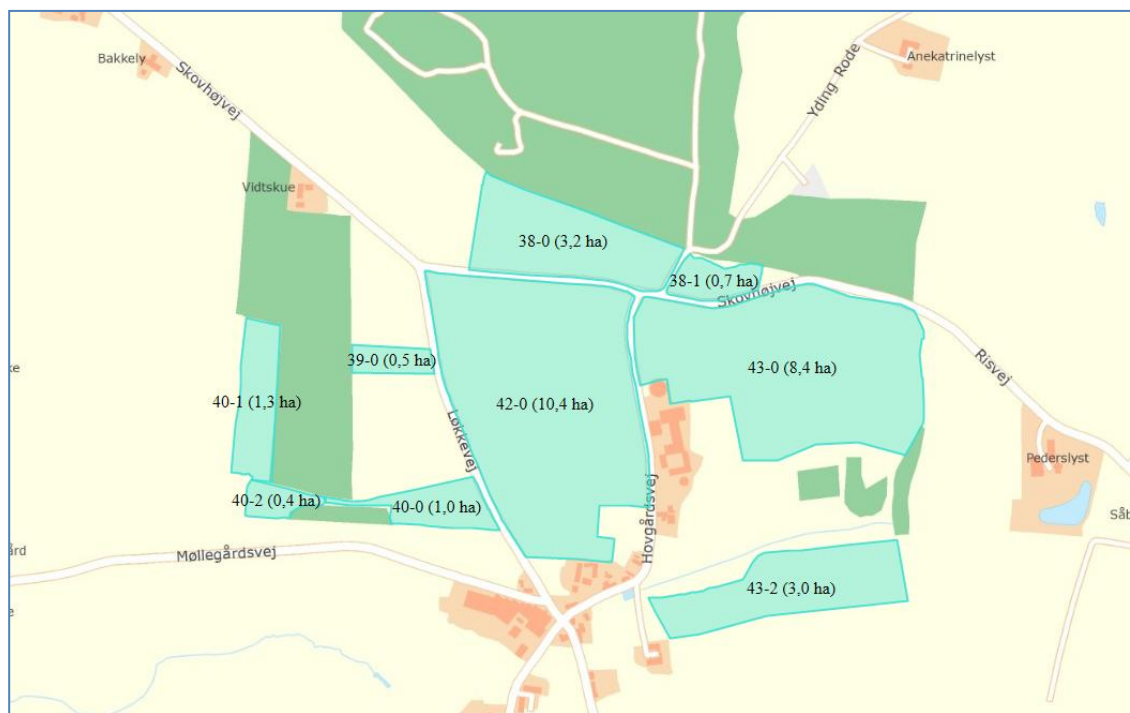 Bakkely
Skovhøjvej
Anekatrinelyst
Yding Rode
Vidtskue
38-0 (3,2 ha)
38-1 (0,7 ha)
Skovhøjvej
39-0 (0,5 ha)
43-0 (8,4 ha)
Risvej
ke
40-1 (1,3 ha)
42-0 (10,4 ha)
Løkkevej
Pederslyst
Hovgårdsvej
40-2 (0,4 ha)
40-0 (1,0 ha)
Såb
gård
Møllegårdsvej
43-2 (3,0 ha)
e